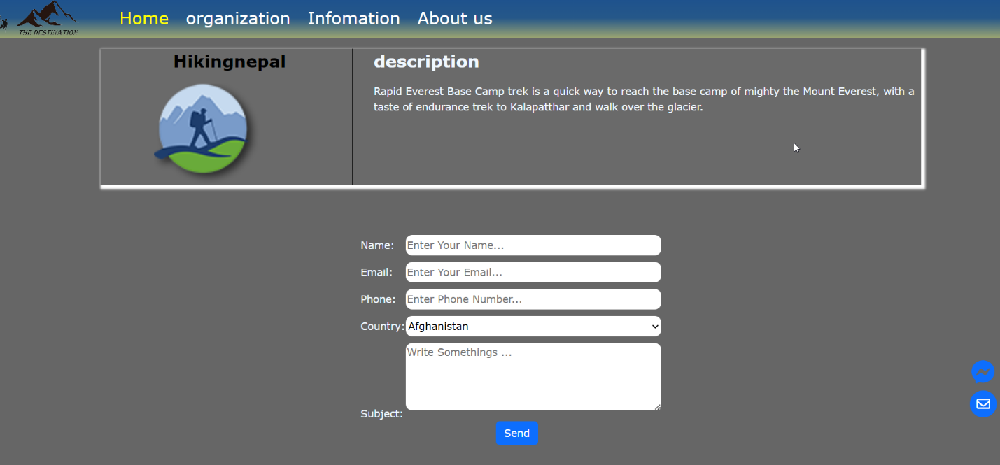 Home organization Infomation About us
THE DESTINATION
Hikingnepal
description
Rapid Everest Base Camp trek is a quick way to reach the base camp of mighty the Mount Everest, with a
taste of endurance trek to Kalapatthar and walk over the glacier.
Name: Enter Your Name...
Email: Enter Your Email...
Phone: Enter Phone Number...
Country: Afghanistan
Write Somethings ...
Subject:
Send